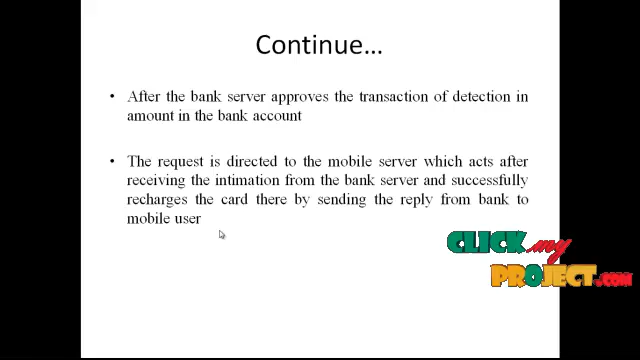 Continue...
• After the bank server approves the transaction of detection in
amount in the bank account
• The request is directed to the mobile server which acts after
receiving the intimation from the bank server and successfully
recharges the card there by sending the reply from bank to
mobile user
CLICK my
PROJECT.COM